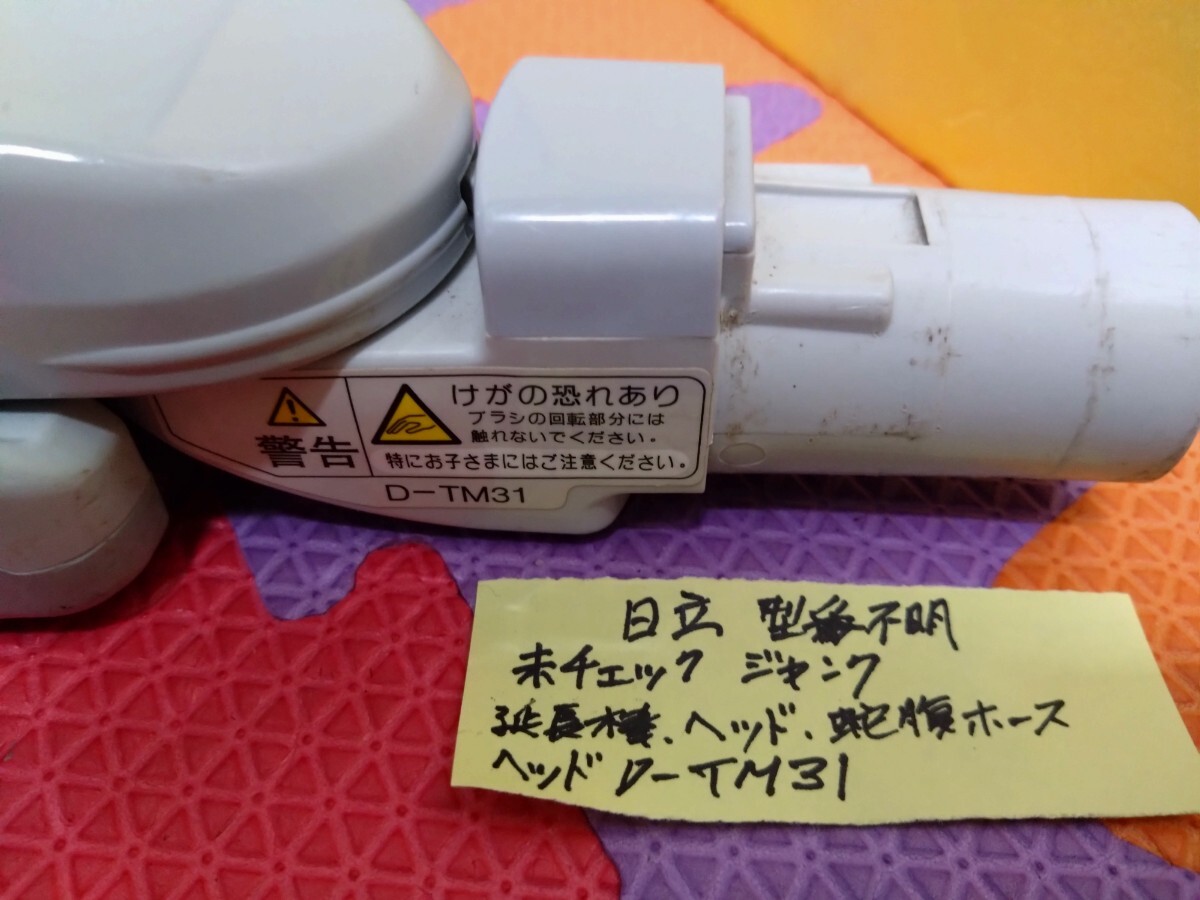 警告
けがの恐れあり
ブラシの回転部分には
触れないでください。
特にお子さまにはご注意ください。
D-TM31
日立 型番不明
未チェック ジャンク
延長棒、ヘッド、蛇腹ホース
ヘッド D-TM31